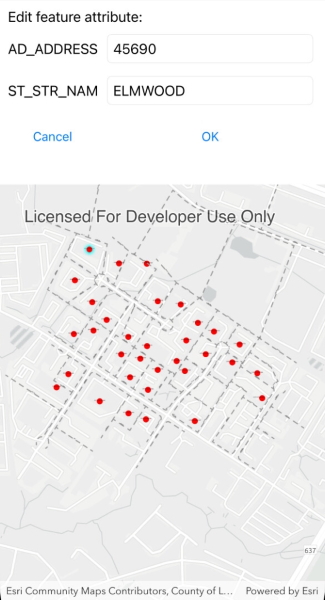 Edit feature attribute:
AD_ADDRESS 45690
ST_STR_NAM ELMWOOD
Cancel OK
Licensed For Developer Use Only
637
Esri Community Maps Contributors, County of L... Powered by Esri